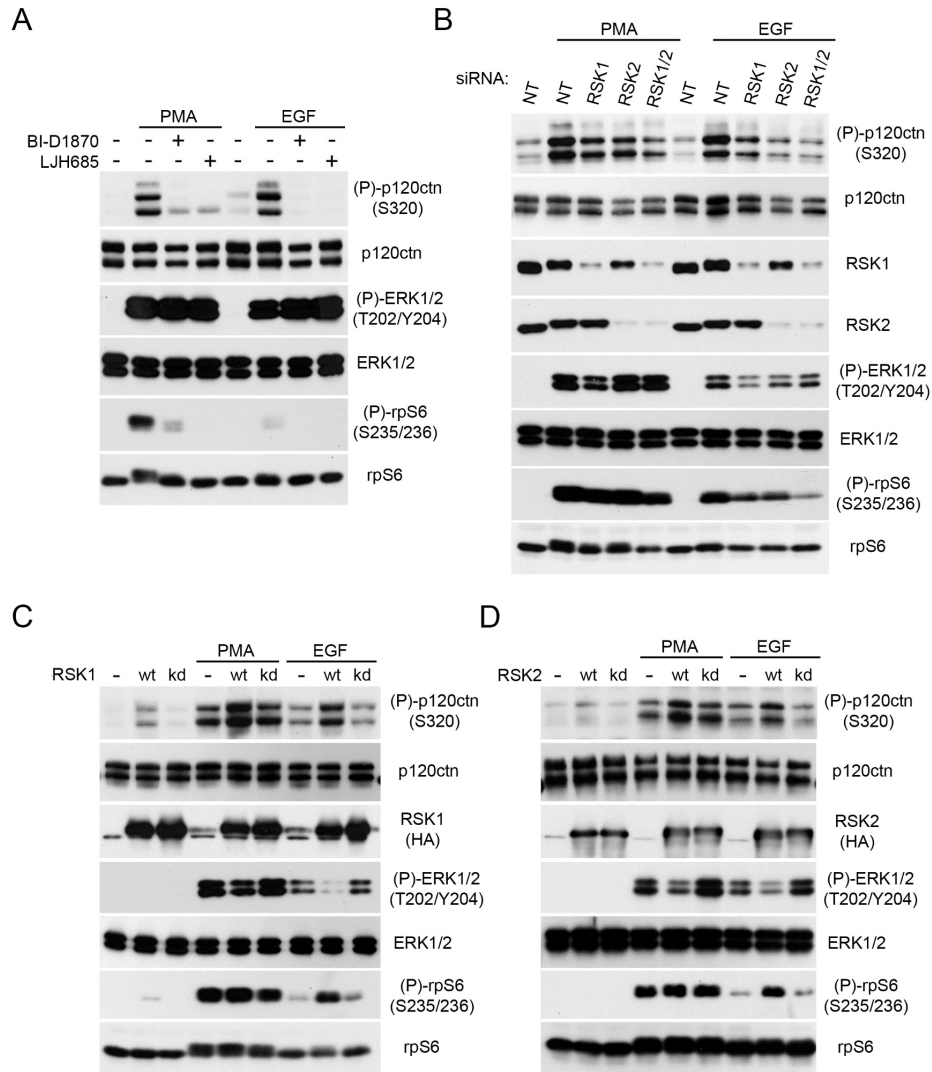 A
PMA EGF
BI-D1870 - - + - - - + -
LJH685 - - - + - - - +
(P)-p120ctn
(S320)
p120ctn
(P)-ERK1/2
(T202/Y204)
ERK1/2
(P)-rpS6
(S235/236)
rpS6
B
PMA EGF
siRNA: NT NT RSK1 RSK2 RSK1/2 NT NT RSK1 RSK2 RSK1/2
(P)-p120ctn
(S320)
p120ctn
RSK1
RSK2
(P)-ERK1/2
(T202/Y204)
ERK1/2
(P)-rpS6
(S235/236)
rpS6
C
PMA EGF
RSK1 - wt kd - wt kd - wt kd
(P)-p120ctn
(S320)
p120ctn
RSK1
(HA)
(P)-ERK1/2
(T202/Y204)
ERK1/2
(P)-rpS6
(S235/236)
rpS6
D
PMA EGF
RSK2 - wt kd - wt kd - wt kd
(P)-p120ctn
(S320)
p120ctn
RSK2
(HA)
(P)-ERK1/2
(T202/Y204)
ERK1/2
(P)-rpS6
(S235/236)
rpS6